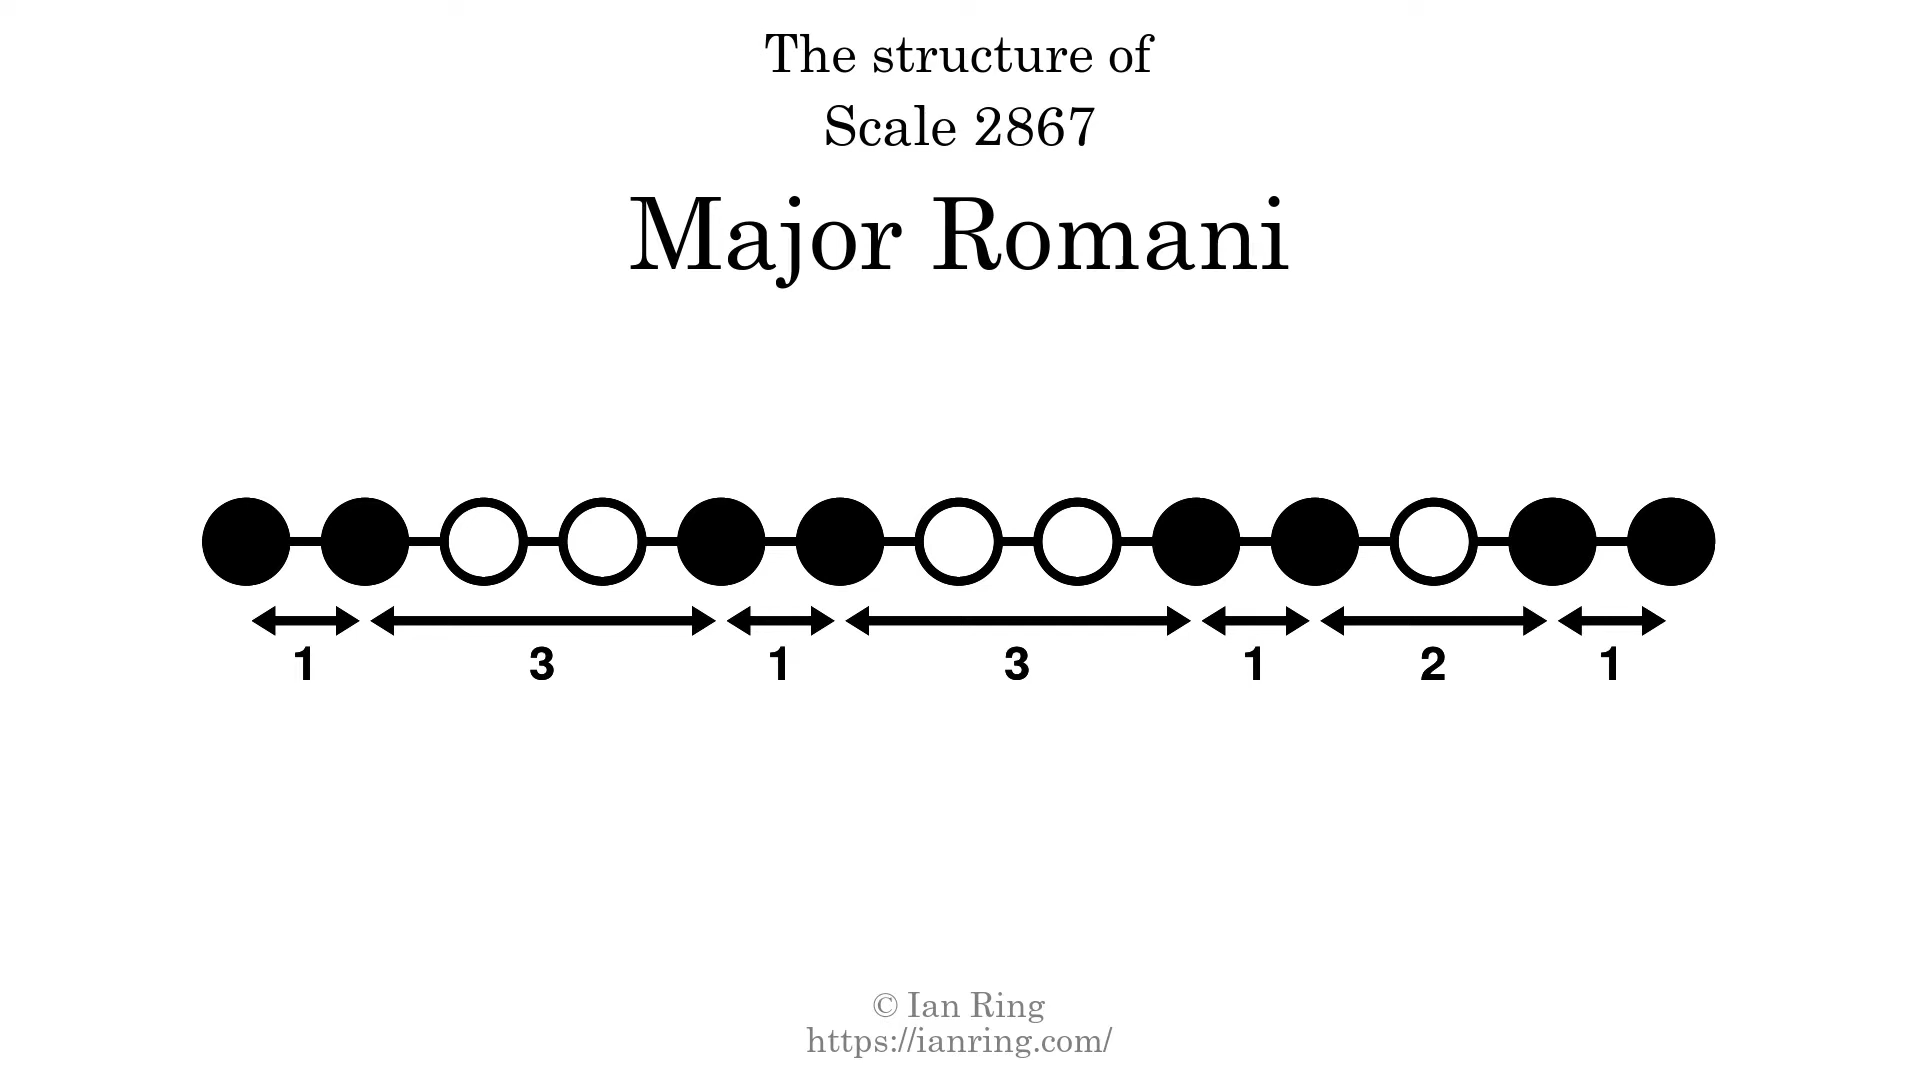 The structure of
Scale 2867
Major Romani
1 3 1 3 1 2 1
© Ian Ring
https://ianring.com/